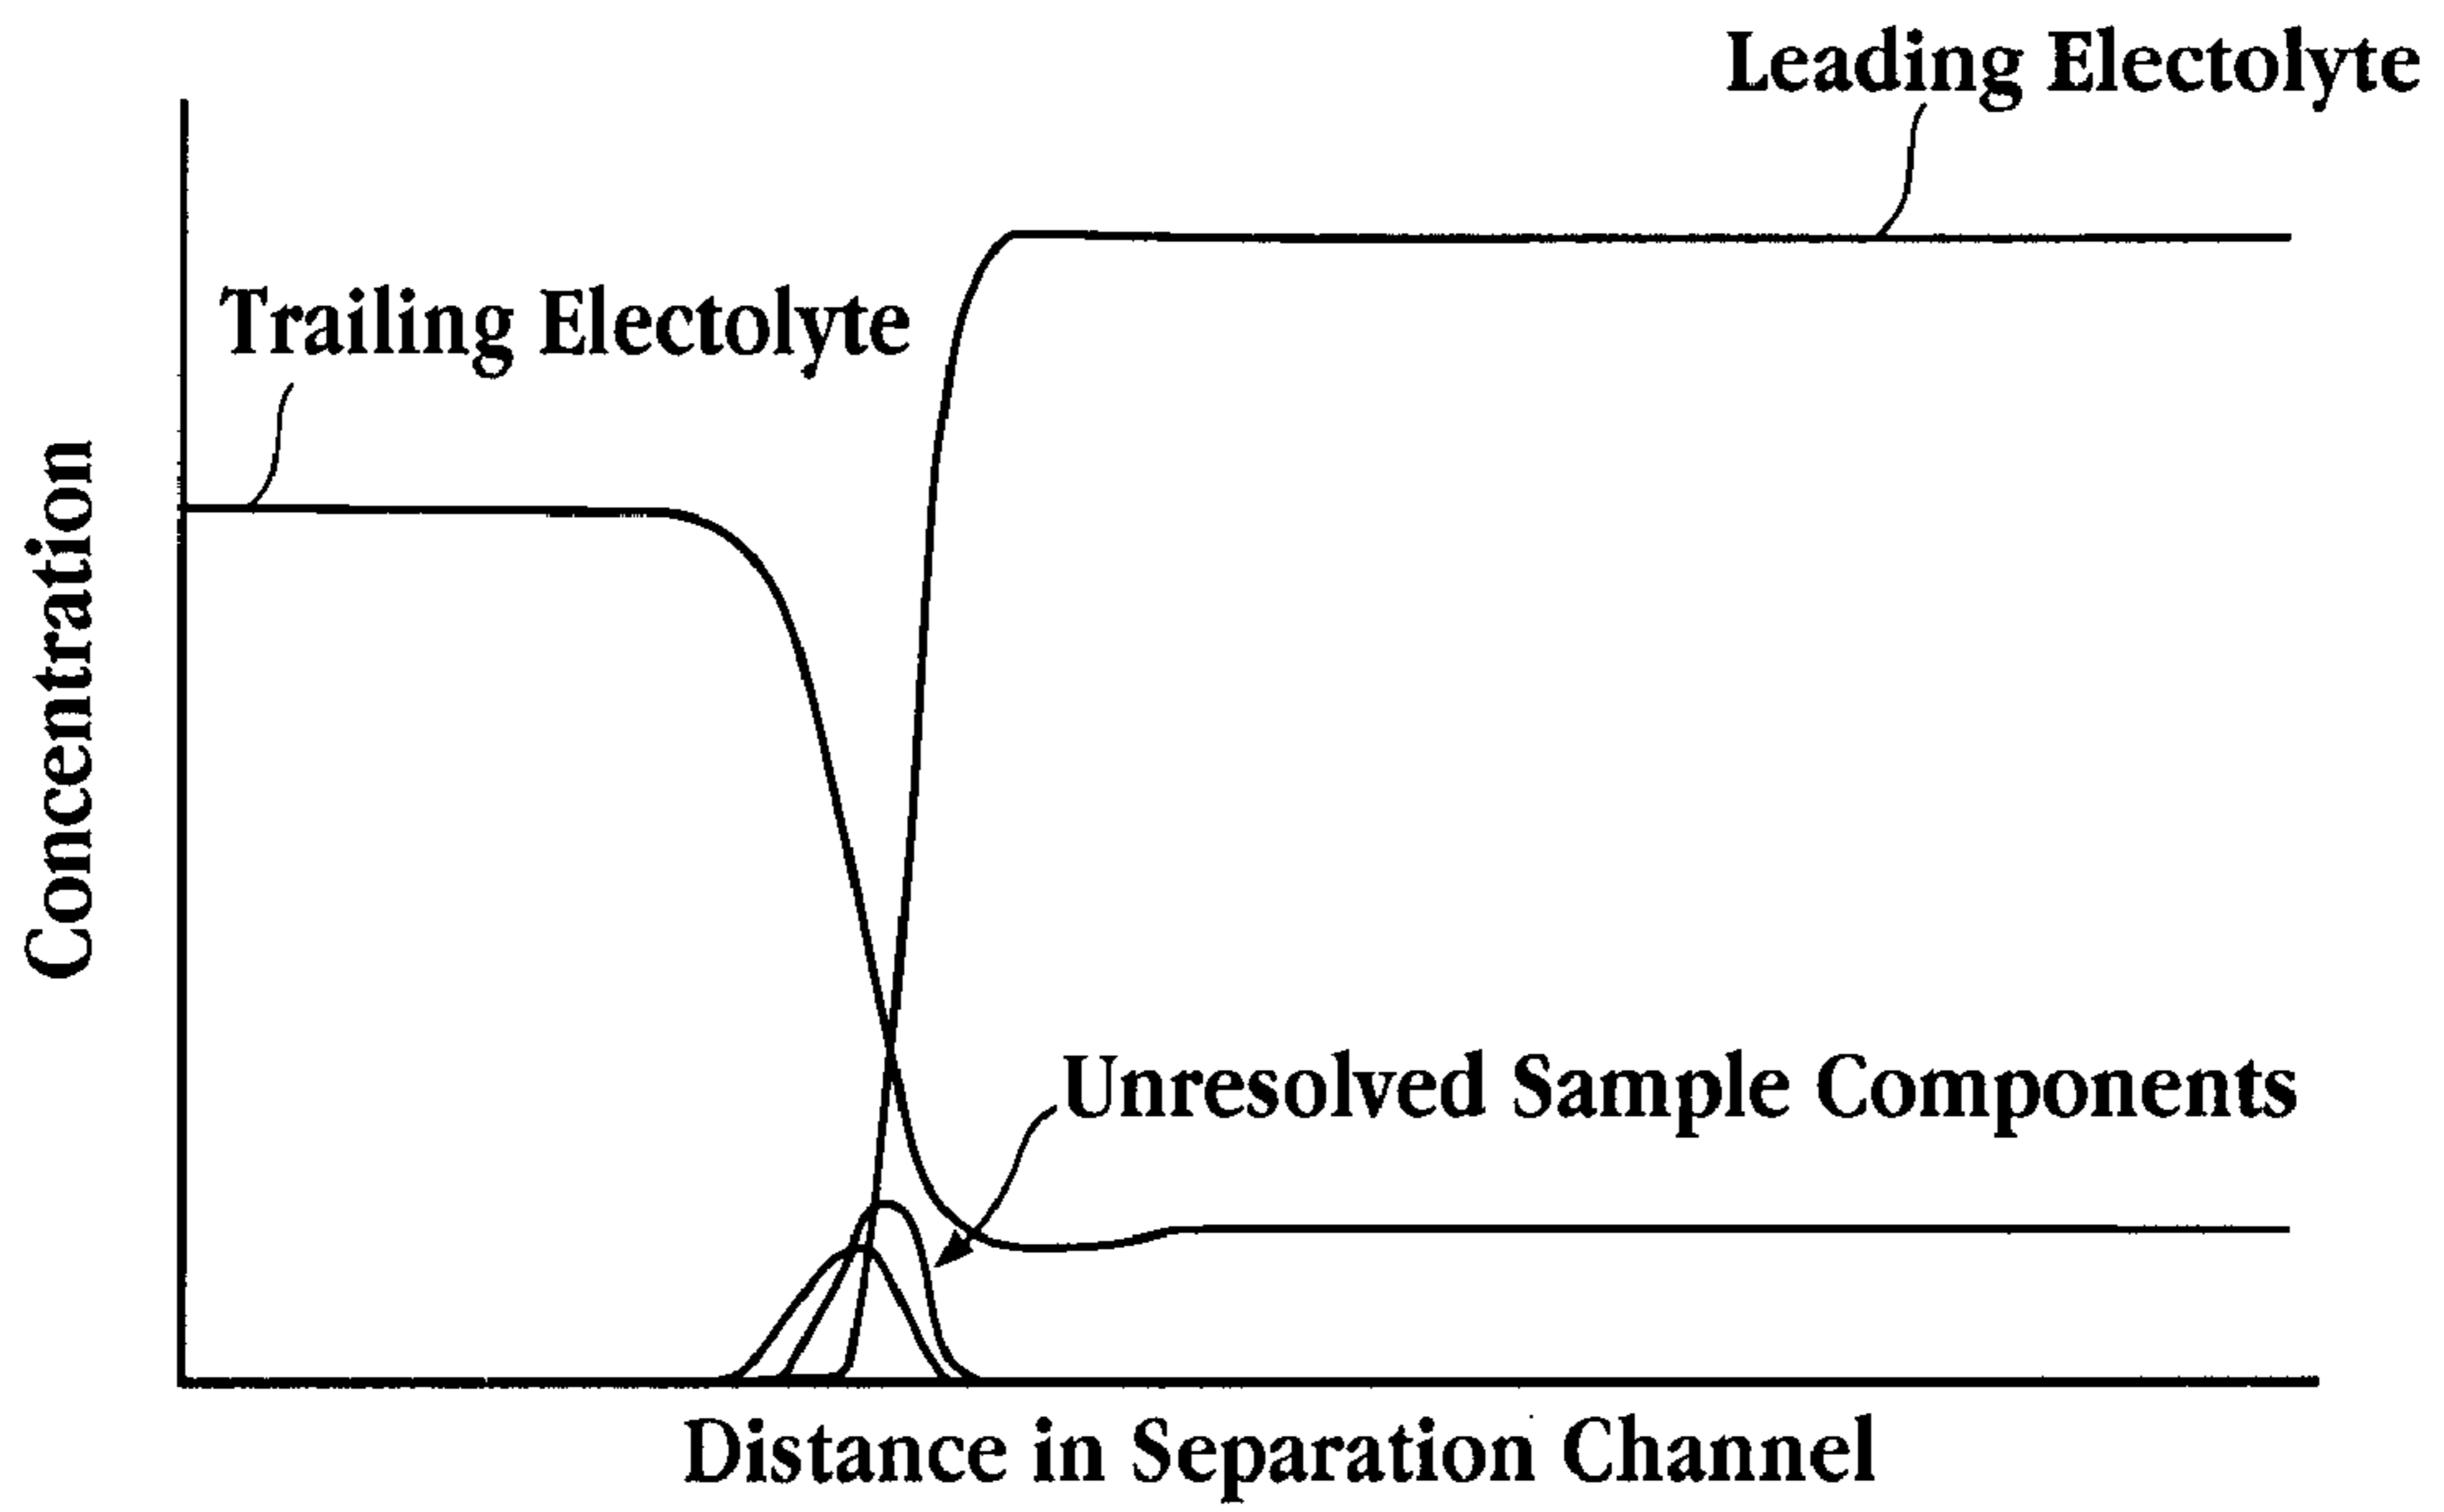 Leading Electolyte
Trailing Electolyte
Concentration
Unresolved Sample Components
Distance in Separation Channel